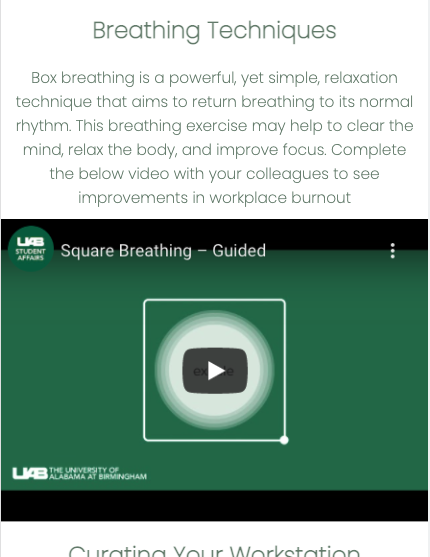 Breathing Techniques
Box breathing is a powerful, yet simple, relaxation
technique that aims to return breathing to its normal
rhythm. This breathing exercise may help to clear the
mind, relax the body, and improve focus. Complete
the below video with your colleagues to see
improvements in workplace burnout
UAB
STUDENT
AFFAIRS
Square Breathing – Guided
UAB THE UNIVERSITY OF
ALABAMA AT BIRMINGHAM
Curating Your Workstation